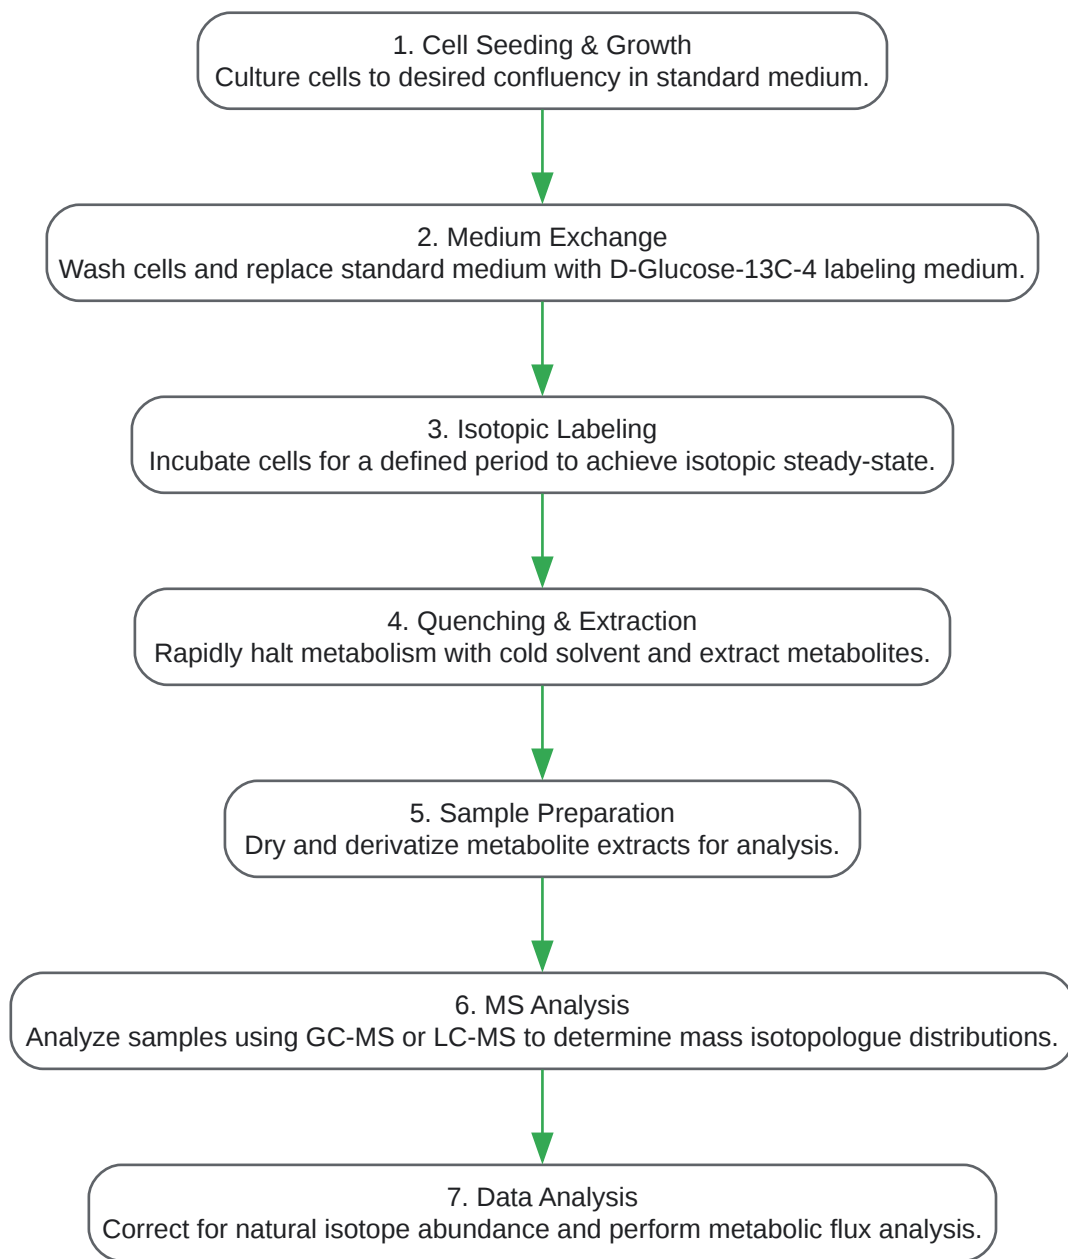 1. Cell Seeding & Growth
Culture cells to desired confluency in standard medium.
2. Medium Exchange
Wash cells and replace standard medium with D-Glucose-13C-4 labeling medium.
3. Isotopic Labeling
Incubate cells for a defined period to achieve isotopic steady-state.
4. Quenching & Extraction
Rapidly halt metabolism with cold solvent and extract metabolites.
5. Sample Preparation
Dry and derivatize metabolite extracts for analysis.
6. MS Analysis
Analyze samples using GC-MS or LC-MS to determine mass isotopologue distributions.
7. Data Analysis
Correct for natural isotope abundance and perform metabolic flux analysis.